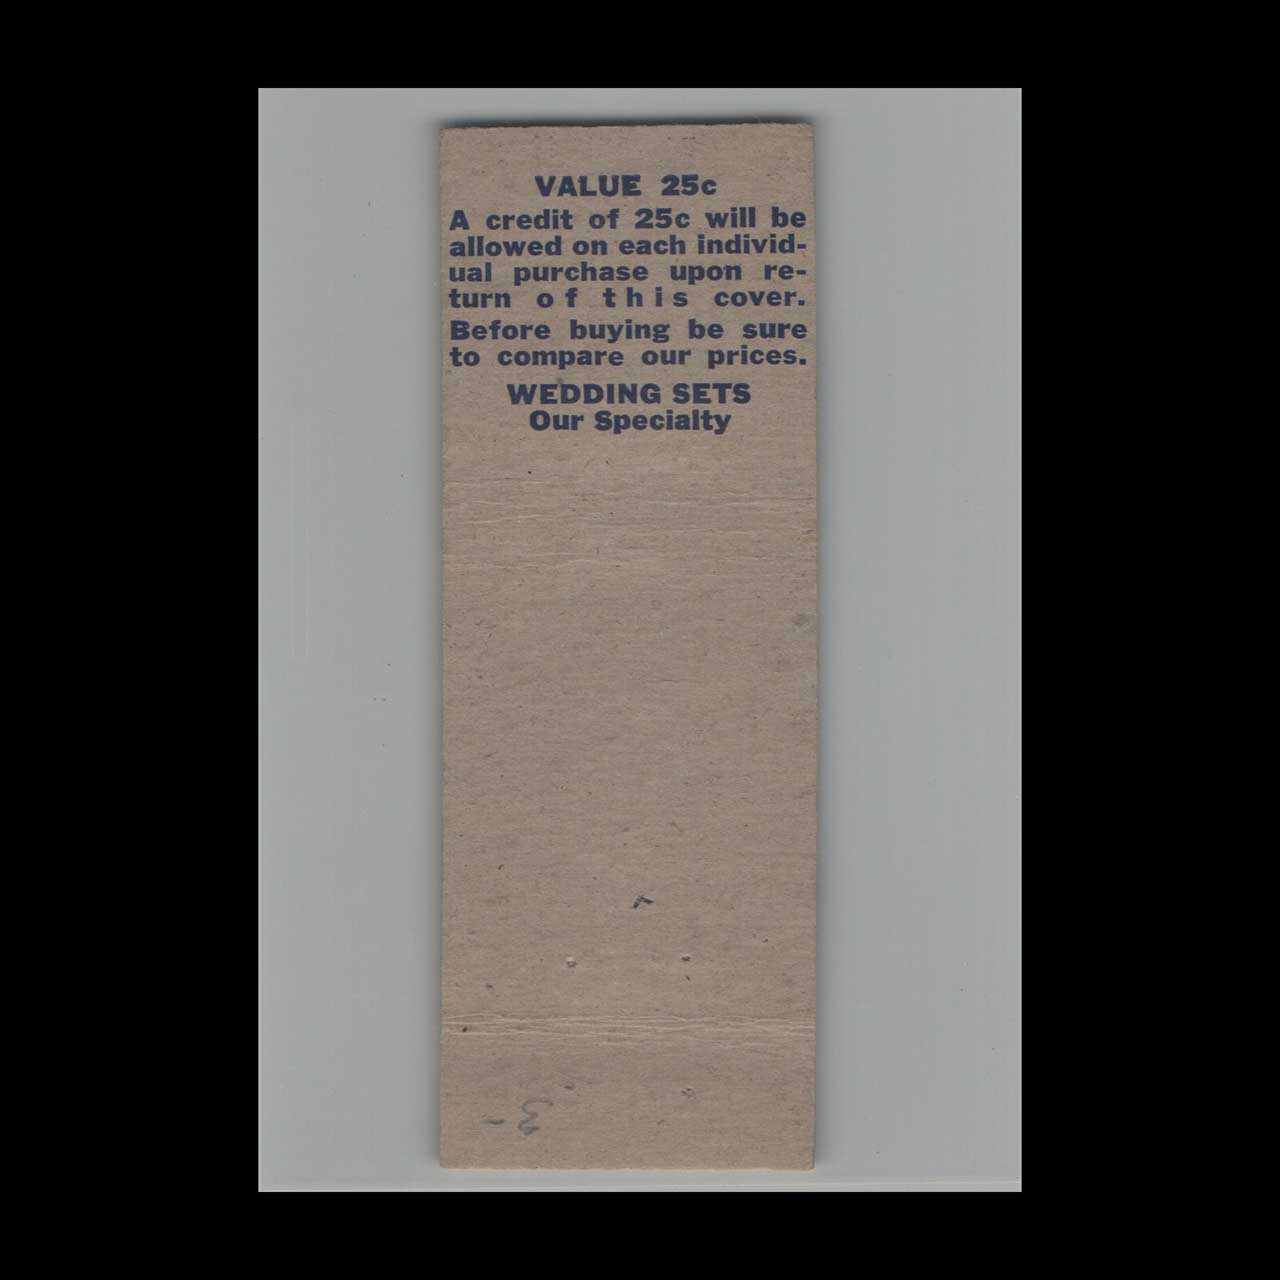 VALUE 25c
A credit of 25c will be
allowed on each individ-
ual purchase upon re-
turn of this cover.
Before buying be sure
to compare our prices.
WEDDING SETS
Our Specialty